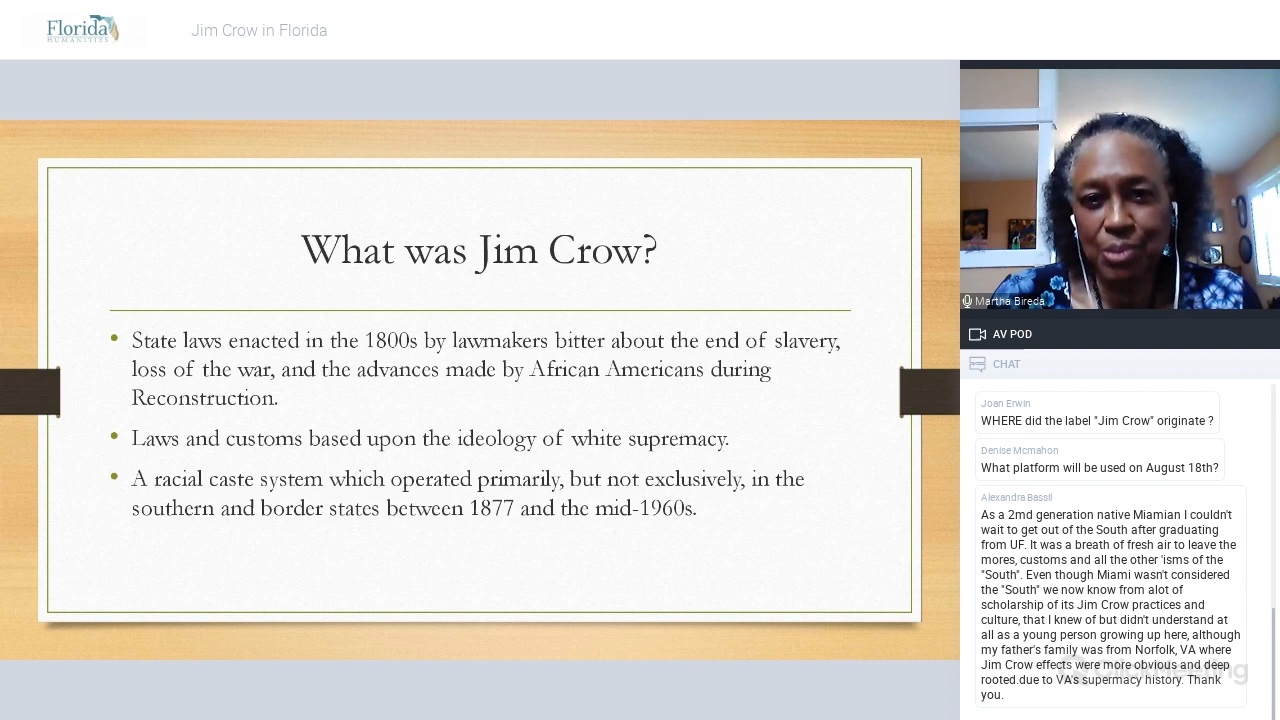 Florida
HUMANITIES
Jim Crow in Florida
What was Jim Crow?
• State laws enacted in the 1800s by lawmakers bitter about the end of slavery,
loss of the war, and the advances made by African Americans during
Reconstruction.
• Laws and customs based upon the ideology of white supremacy.
• A racial caste system which operated primarily, but not exclusively, in the
southern and border states between 1877 and the mid-1960s.
Martha Bireda
AV POD
CHAT
Joan Erwin
WHERE did the label "Jim Crow" originate ?
Denise Mcmahon
What platform will be used on August 18th?
Alexandra Bassil
As a 2md generation native Miamian I couldn't
wait to get out of the South after graduating
from UF. It was a breath of fresh air to leave the
mores, customs and all the other 'isms of the
"South". Even though Miami wasn't considered
the "South" we now know from alot of
scholarship of its Jim Crow practices and
culture, that I knew of but didn't understand at
all as a young person growing up here, although
my father's family was from Norfolk, VA where
Jim Crow effects were more obvious and deep
rooted.due to VA's supermacy history. Thank
you.
ClickMeeting